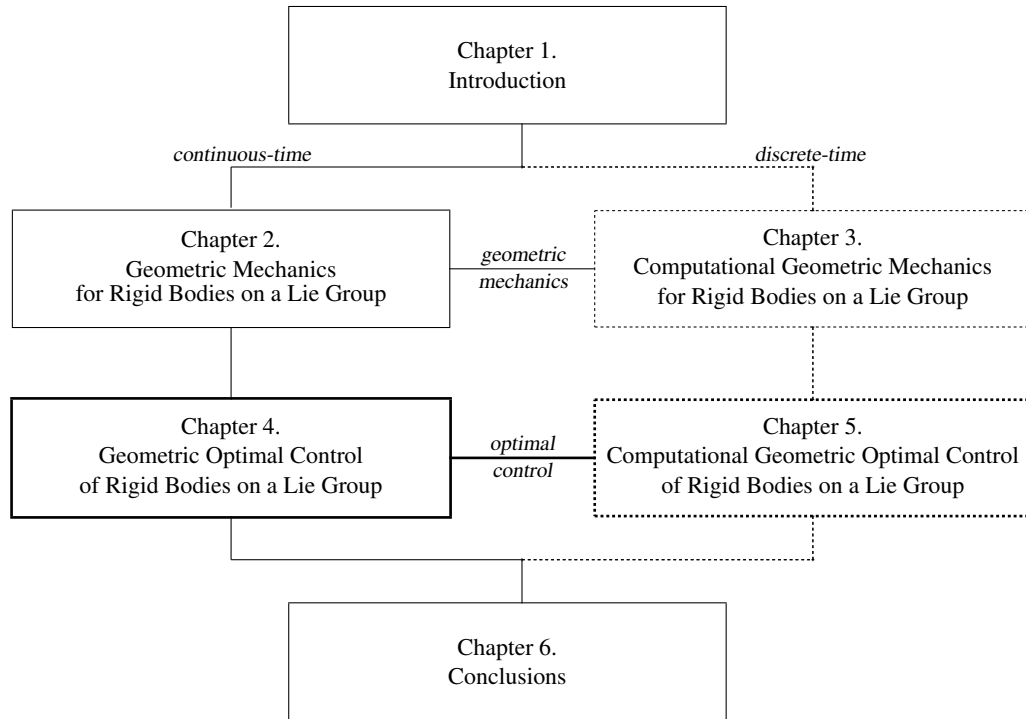 Chapter 1.
Introduction
continuous-time
discrete-time
Chapter 2.
Geometric Mechanics
for Rigid Bodies on a Lie Group
geometric
mechanics
Chapter 3.
Computational Geometric Mechanics
for Rigid Bodies on a Lie Group
Chapter 4.
Geometric Optimal Control
of Rigid Bodies on a Lie Group
optimal
control
Chapter 5.
Computational Geometric Optimal Control
of Rigid Bodies on a Lie Group
Chapter 6.
Conclusions